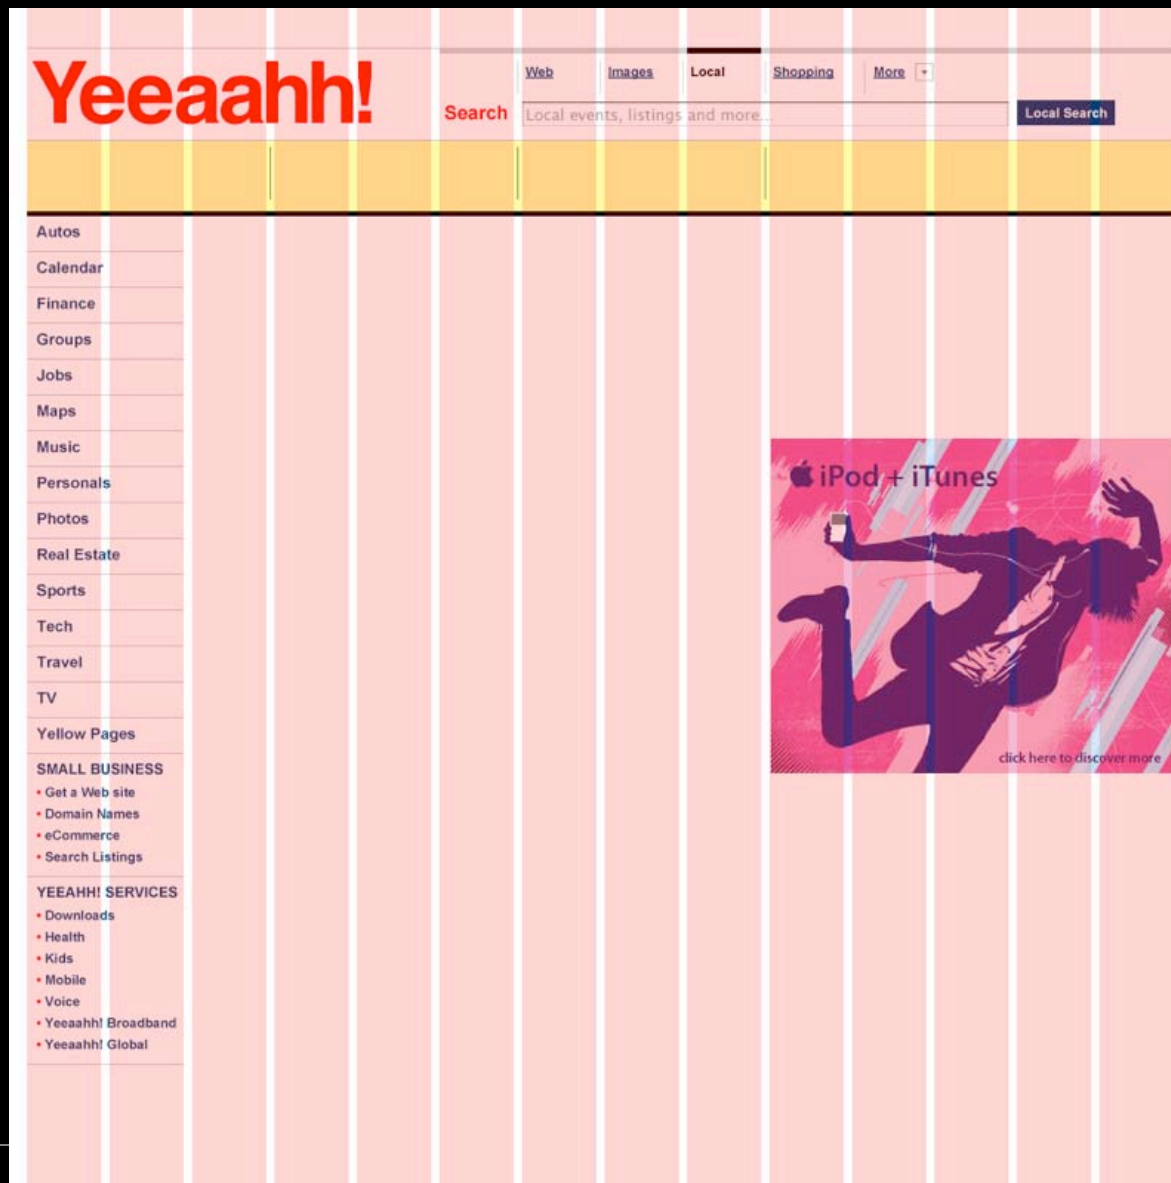 Yeeaahh!
Web Images Local Shopping More
Search Local events, listings and more... Local Search
Autos
Calendar
Finance
Groups
Jobs
Maps
Music
Personals
Photos
Real Estate
Sports
Tech
Travel
TV
Yellow Pages
SMALL BUSINESS
• Get a Web site
• Domain Names
• eCommerce
• Search Listings
YEEAHH! SERVICES
• Downloads
• Health
• Kids
• Mobile
• Voice
• Yeeaahh! Broadband
• Yeeaahh! Global
iPod + iTunes
click here to discover more